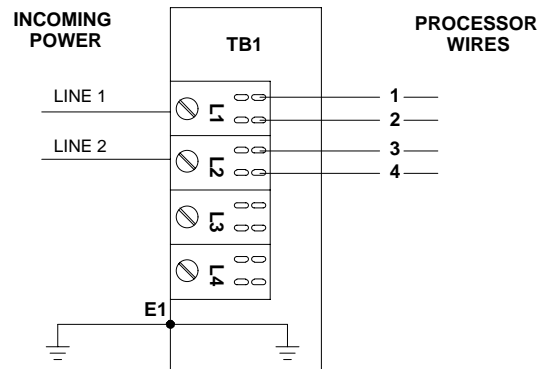 INCOMING
POWER
TB1
PROCESSOR
WIRES
LINE 1
L1
1
2
LINE 2
L2
3
4
L3
L4
E1